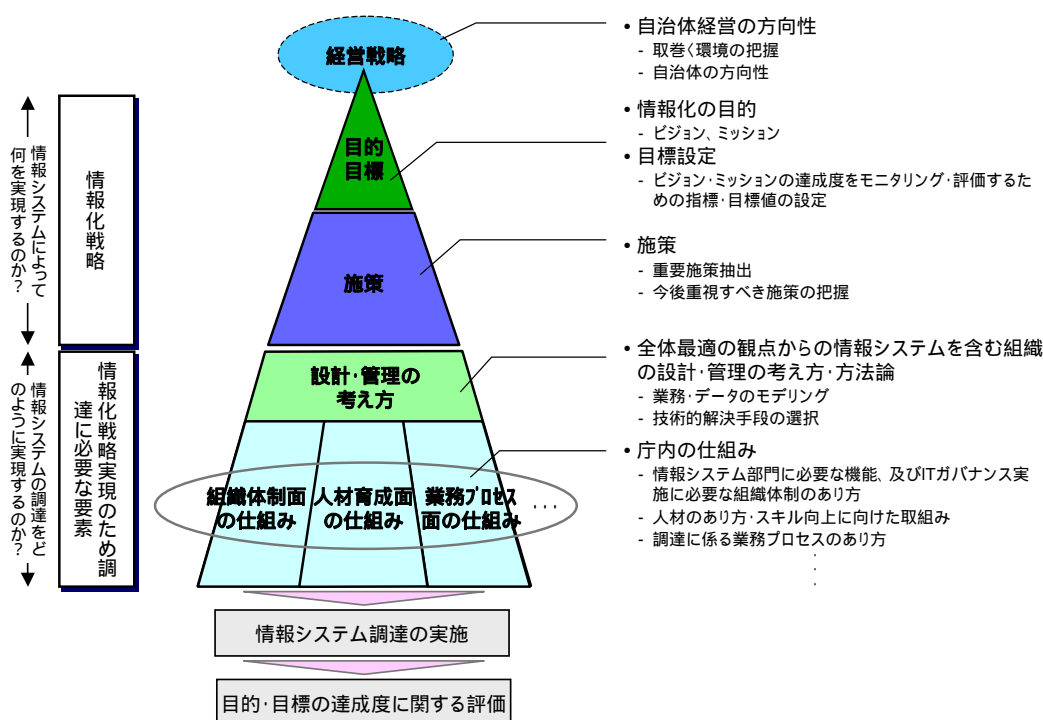 経営戦略
目的
目標
施策
設計・管理の
考え方
組織体制面
の仕組み
人材育成面
の仕組み
業務プロセス
面の仕組み
・・・
情報システム調達の実施
目的・目標の達成度に関する評価
情報システムによって
何を実現するのか?
情報化戦略
情報システムの調達をど
のように実現するのか?
情報化戦略実現のため調
達に必要な要素
• 自治体経営の方向性
- 取巻く環境の把握
- 自治体の方向性
• 情報化の目的
- ビジョン、ミッション
• 目標設定
- ビジョン・ミッションの達成度をモニタリング・評価するた
めの指標・目標値の設定
• 施策
- 重要施策抽出
- 今後重視すべき施策の把握
• 全体最適の観点からの情報システムを含む組織
の設計・管理の考え方・方法論
- 業務・データのモデリング
- 技術的解決手段の選択
• 庁内の仕組み
- 情報システム部門に必要な機能、及びITガバナンス実
施に必要な組織体制のあり方
- 人材のあり方・スキル向上に向けた取組み
- 調達に係る業務プロセスのあり方
・
・
・